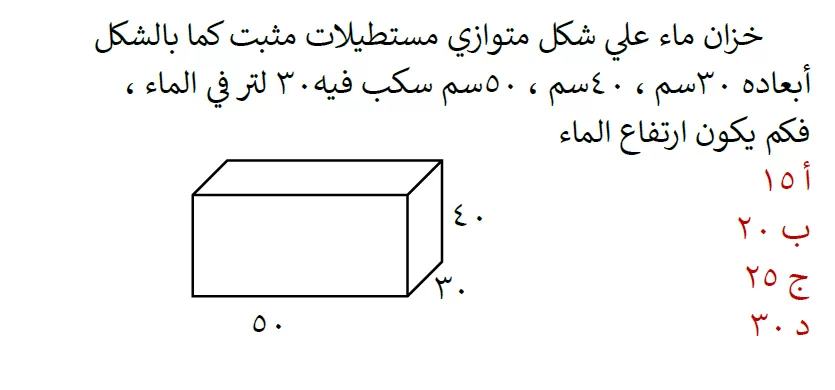 خزان ماء علي شكل متوازي مستطيلات مثبت كما بالشكل
أبعاده ٣٠سم ، ٤٠سم ، ٥٠سم سكب فيه٣٠ لتر في الماء ،
فكم يكون ارتفاع الماء
أ ١٥
ب ٢٠
ج ٢٥
د ٣٠
٤٠
٣٠
٥٠